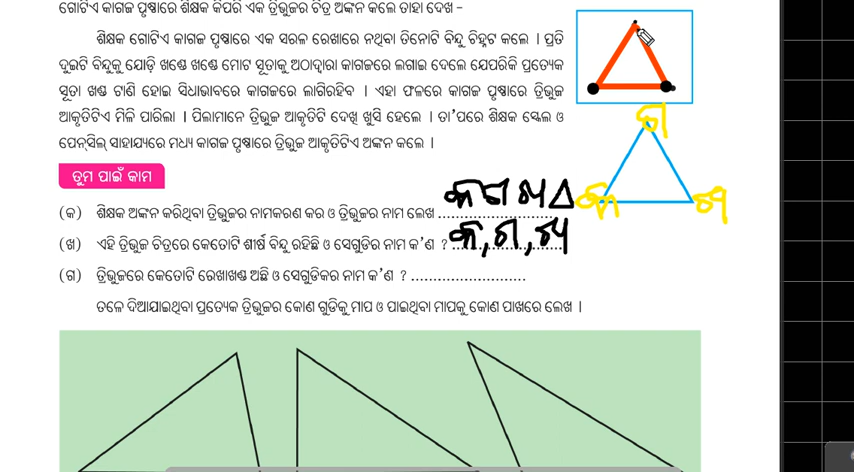 ଗୋଟିଏ କାଗଜ ପୃଷ୍ଠାରେ ଶିକ୍ଷକ କିପରି ଏକ ତ୍ରିଭୁଜର ଚିତ୍ର ଅଙ୍କନ କଲେ ତାହା ଦେଖ –
ଶିକ୍ଷକ ଗୋଟିଏ କାଗଜ ପୃଷ୍ଠାରେ ଏକ ସରଳ ରେଖାରେ ନଥିବା ତିନୋଟି ବିନ୍ଦୁ ଚିହ୍ନଟ କଲେ । ପ୍ରତି
ଦୁଇଟି ବିନ୍ଦୁକୁ ଯୋଡ଼ି ଖଣ୍ଡେ ଖଣ୍ଡେ ମୋଟ ସୂତାକୁ ଅଠାଦ୍ୱାରା କାଗଜରେ ଲଗାଇ ଦେଲେ ଯେପରିକି ପ୍ରତ୍ୟେକ
ସୂତା ଖଣ୍ଡ ଟାଣି ହୋଇ ସିଧାଭାବରେ କାଗଜରେ ଲାଗିରହିବ । ଏହା ଫଳରେ କାଗଜ ପୃଷ୍ଠାରେ ତ୍ରିଭୁଜ
ଆକୃତିଟିଏ ମିଳି ପାରିଲା । ପିଲାମାନେ ତ୍ରିଭୁଜ ଆକୃତିଟି ଦେଖି ଖୁସି ହେଲେ । ତା'ପରେ ଶିକ୍ଷକ ସ୍କେଲ ଓ
ପେନ୍‌ସିଲ୍ ସାହାଯ୍ୟରେ ମଧ୍ୟ କାଗଜ ପୃଷ୍ଠାରେ ତ୍ରିଭୁଜ ଆକୃତିଟିଏ ଅଙ୍କନ କଲେ ।
ଗ
କ ଖ
ତୁମ ପାଇଁ କାମ
(କ) ଶିକ୍ଷକ ଅଙ୍କନ କରିଥିବା ତ୍ରିଭୁଜର ନାମକରଣ କର ଓ ତ୍ରିଭୁଜର ନାମ ଲେଖ କ ଗ ଖ Δ
(ଖ) ଏହି ତ୍ରିଭୁଜ ଚିତ୍ରରେ କେତୋଟି ଶୀର୍ଷ ବିନ୍ଦୁ ରହିଛି ଓ ସେଗୁଡିର ନାମ କ'ଣ ? କ, ଗ, ଖ
(ଗ) ତ୍ରିଭୁଜରେ କେତୋଟି ରେଖାଖଣ୍ଡ ଅଛି ଓ ସେଗୁଡିକର ନାମ କ'ଣ ? ..........................
ତଳେ ଦିଆଯାଇଥିବା ପ୍ରତ୍ୟେକ ତ୍ରିଭୁଜର କୋଣ ଗୁଡିକୁ ମାପ ଓ ପାଇଥିବା ମାପକୁ କୋଣ ପାଖରେ ଲେଖ ।